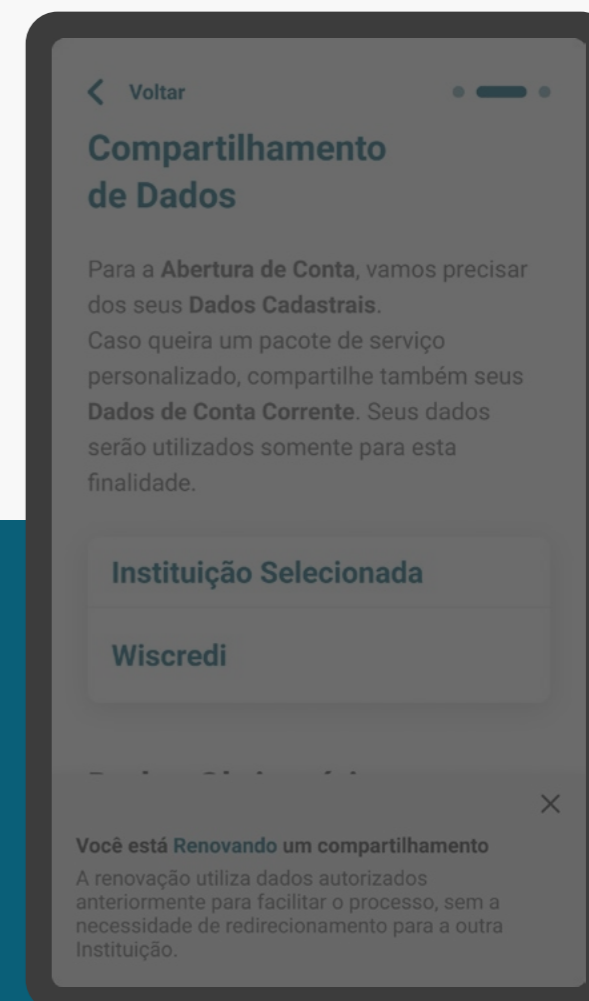 Voltar
Compartilhamento
de Dados
Para a Abertura de Conta, vamos precisar
dos seus Dados Cadastrais.
Caso queira um pacote de serviço
personalizado, compartilhe também seus
Dados de Conta Corrente. Seus dados
serão utilizados somente para esta
finalidade.
Instituição Selecionada
Wiscredi
Você está Renovando um compartilhamento
A renovação utiliza dados autorizados
anteriormente para facilitar o processo, sem a
necessidade de redirecionamento para a outra
Instituição.